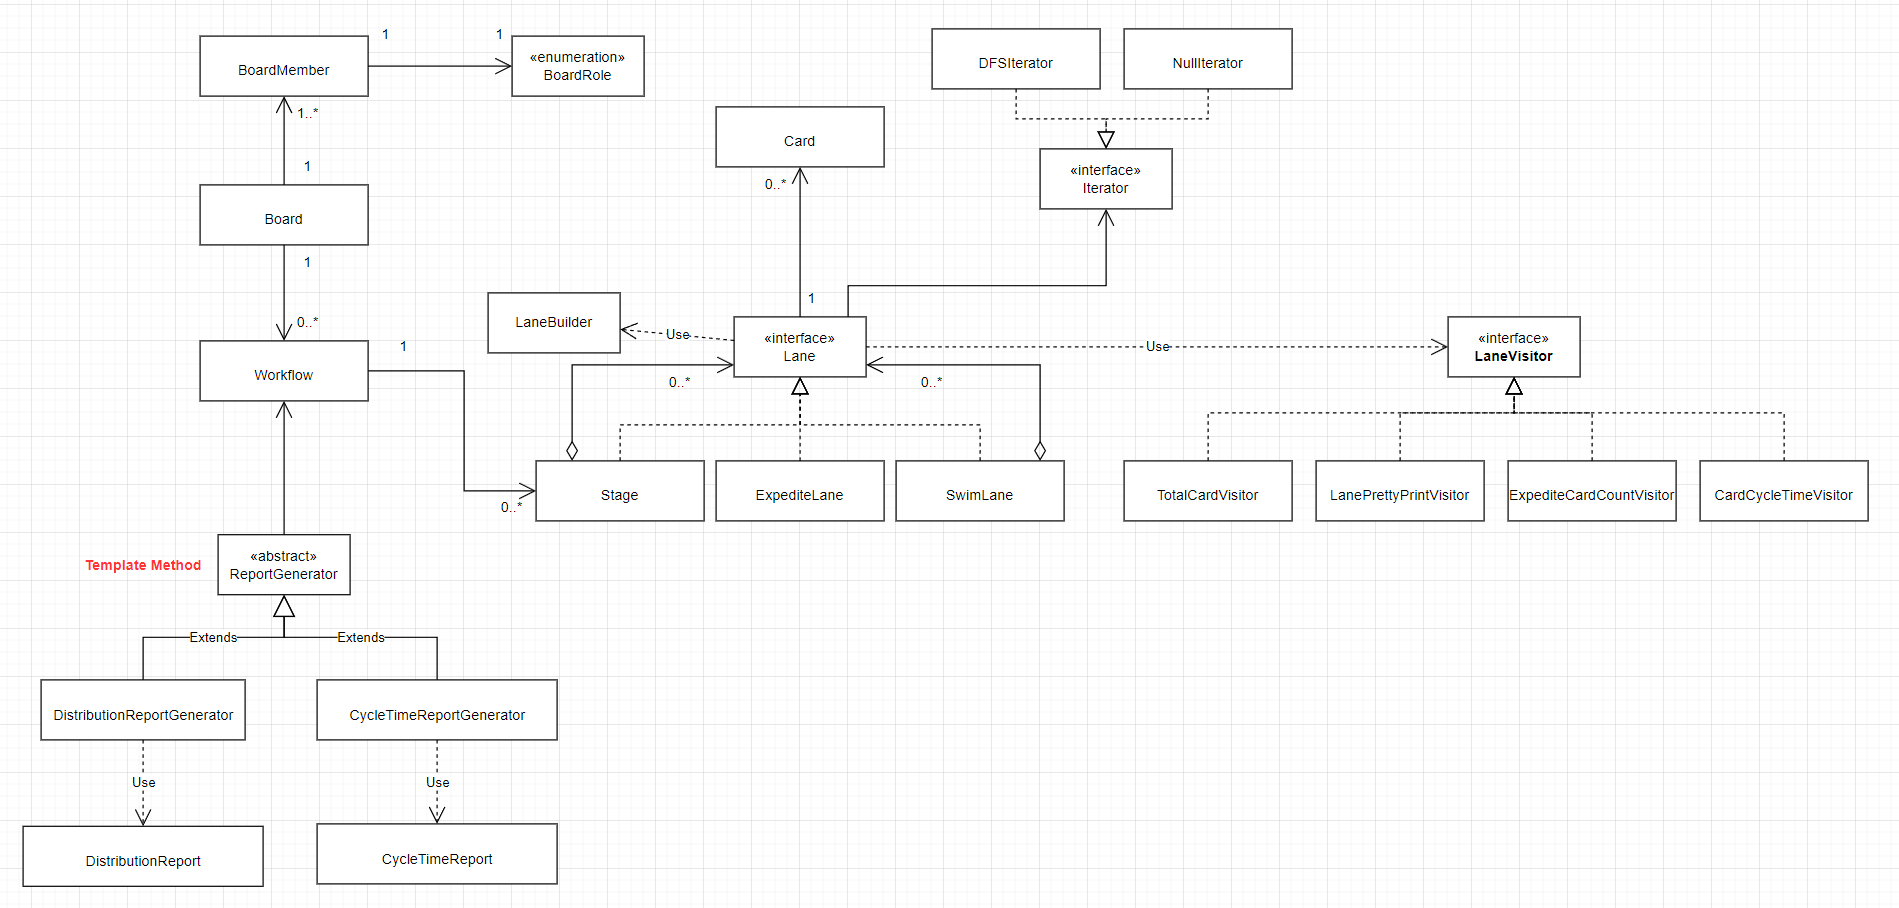 1
1
BoardMember
«enumeration»
BoardRole
1..*
1
Board
1
0..*
Workflow
1
0..*
Template Method
«abstract»
ReportGenerator
Extends
Extends
DistributionReportGenerator
CycleTimeReportGenerator
Use
Use
DistributionReport
CycleTimeReport
DFSIterator
NullIterator
Card
0..*
«interface»
Iterator
1
LaneBuilder
Use
«interface»
Lane
Use
«interface»
LaneVisitor
0..*
0..*
Stage
ExpediteLane
SwimLane
TotalCardVisitor
LanePrettyPrintVisitor
ExpediteCardCountVisitor
CardCycleTimeVisitor